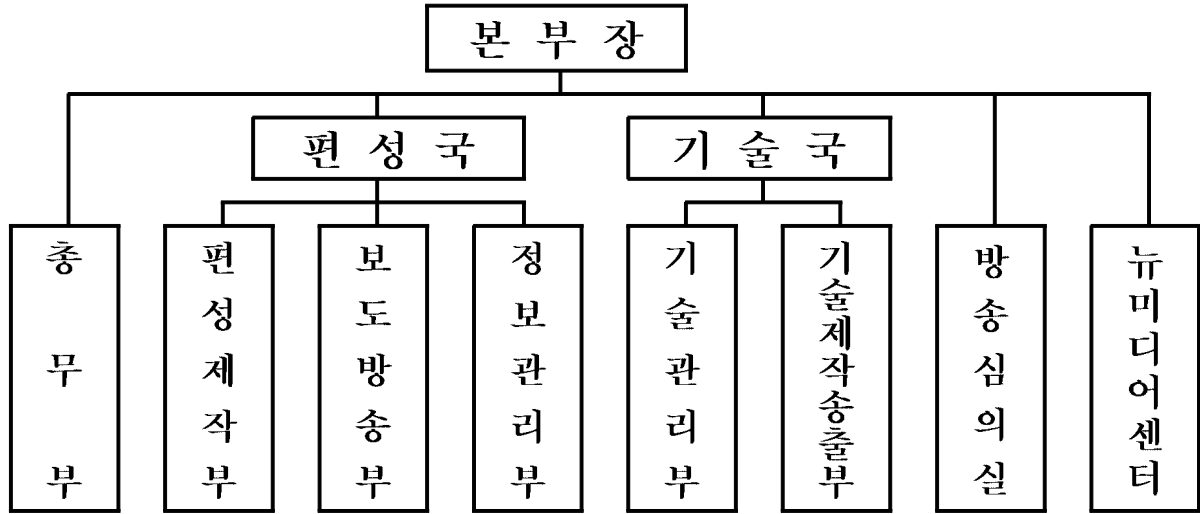 본 부 장
편 성 국
기 술 국
총무부
편성제작부
보도방송부
정보관리부
기술관리부
기술제작송출부
방송심의실
뉴미디어센터